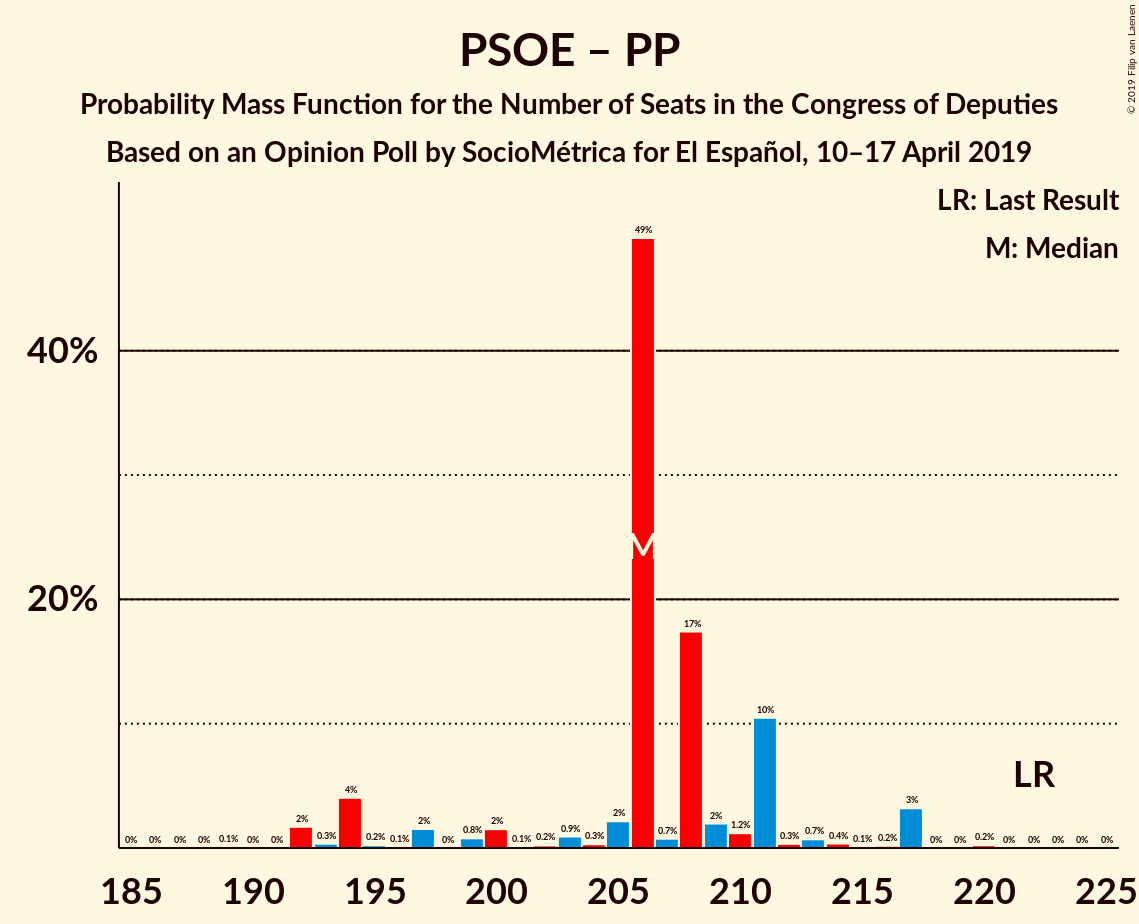 PSOE – PP
Probability Mass Function for the Number of Seats in the Congress of Deputies
Based on an Opinion Poll by SocioMétrica for El Español, 10–17 April 2019
© 2019 Filip van Laenen
LR: Last Result
M: Median
40%
20%
0% 0% 0% 0% 0.1% 0% 0% 2% 0.3% 4% 0.2% 0.1% 2% 0% 0.8% 2% 0.1% 0.2% 0.9% 0.3% 2% 49% 0.7% 17% 2% 1.2% 10% 0.3% 0.7% 0.4% 0.1% 0.2% 3% 0% 0% 0.2% 0% 0% 0% 0% 0%
M
LR
185 190 195 200 205 210 215 220 225